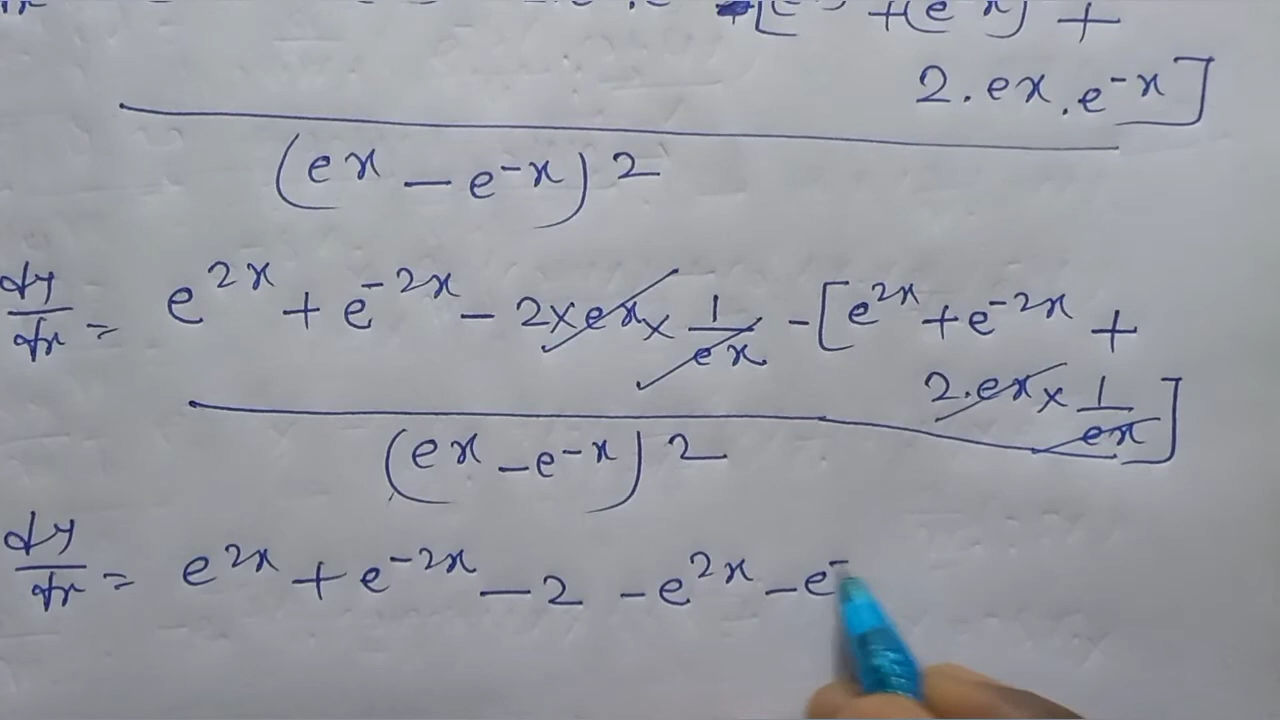 +(e x) +
2.ex.e-x]
(ex - e-x)2
dy/dx = e2x + e-2x - 2×ex×1/ex - [e2x + e-2x +
2.ex×1/ex]
(ex - e-x)2
dy/dx = e2x + e-2x - 2 - e2x - e-